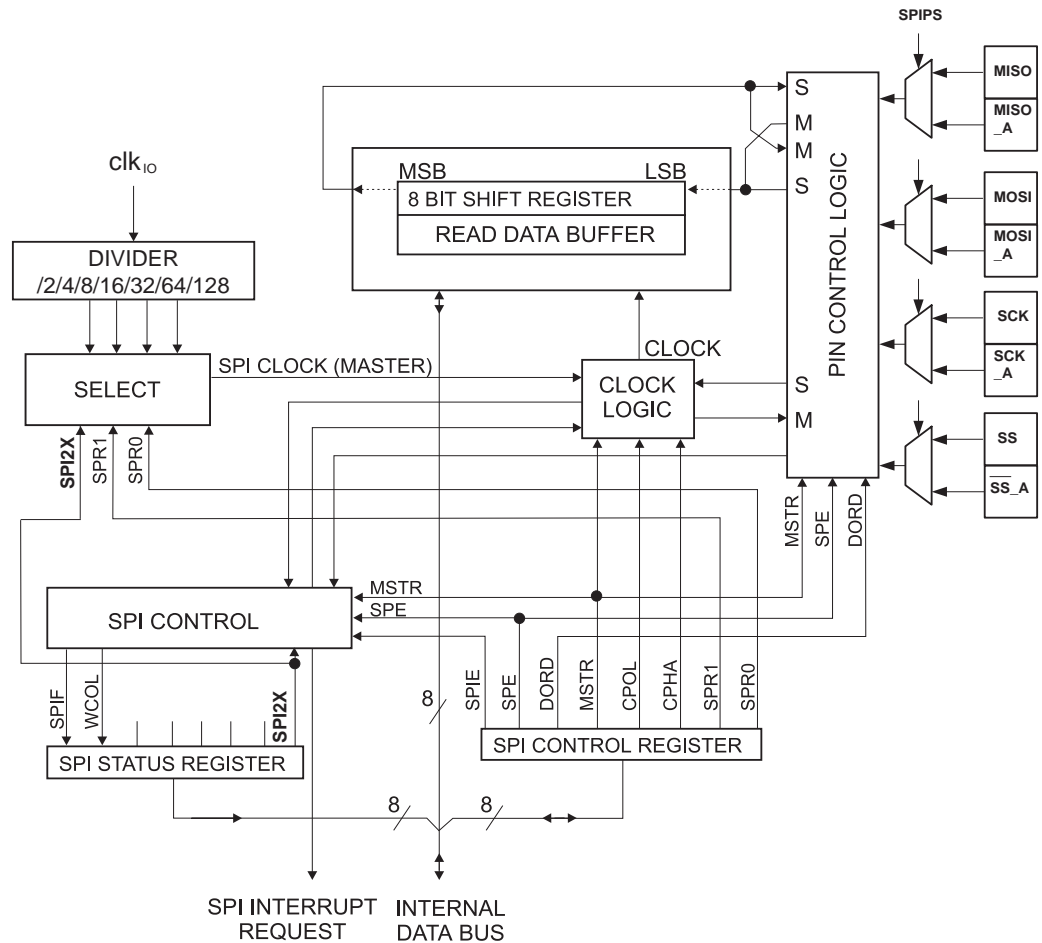 SPIPS
MISO
MISO
_A
MOSI
MOSI
_A
SCK
SCK
_A
SS
SS_A
S
M
M
S
S
M
PIN CONTROL LOGIC
MSB
LSB
8 BIT SHIFT REGISTER
READ DATA BUFFER
clkIO
DIVIDER
/2/4/8/16/32/64/128
SELECT
SPI CLOCK (MASTER)
CLOCK
CLOCK
LOGIC
SPI2X
SPR1
SPR0
MSTR
SPE
DORD
SPI CONTROL
MSTR
SPE
SPIF
WCOL
SPI2X
SPI STATUS REGISTER
SPIE
SPE
DORD
MSTR
CPOL
CPHA
SPR1
SPR0
SPI CONTROL REGISTER
8
8
8
SPI INTERRUPT
REQUEST
INTERNAL
DATA BUS